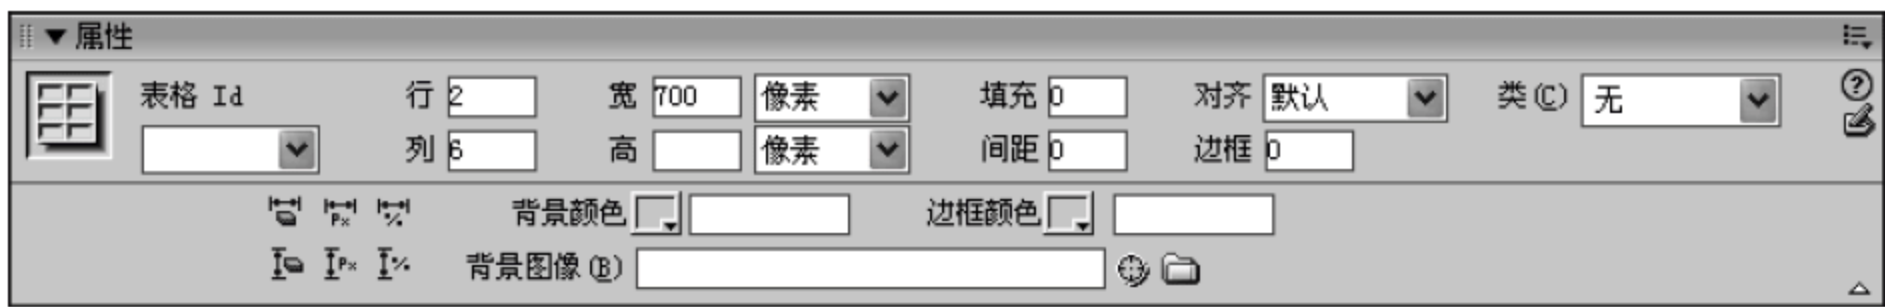 属性
表格 Id 行 2 宽 700 像素 填充 0 对齐 默认 类(C) 无
列 6 高 像素 间距 0 边框 0
背景颜色 边框颜色
背景图像(B)